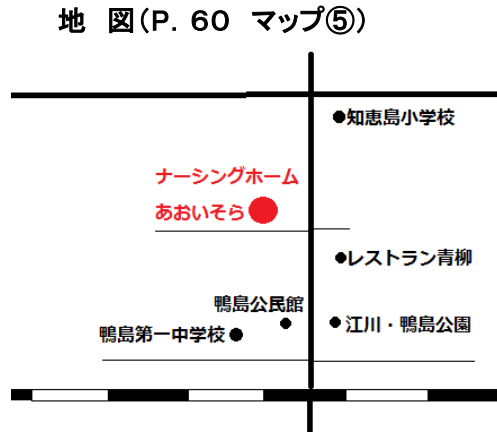 地 図(P.60 マップ⑤)
知恵島小学校
ナーシングホーム
あおいそら
レストラン青柳
鴨島公民館
江川・鴨島公園
鴨島第一中学校